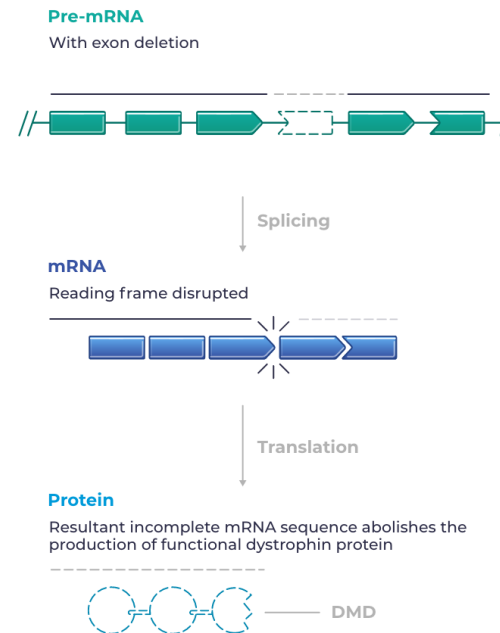 Pre-mRNA
With exon deletion
Splicing
mRNA
Reading frame disrupted
Translation
Protein
Resultant incomplete mRNA sequence abolishes the
production of functional dystrophin protein
DMD